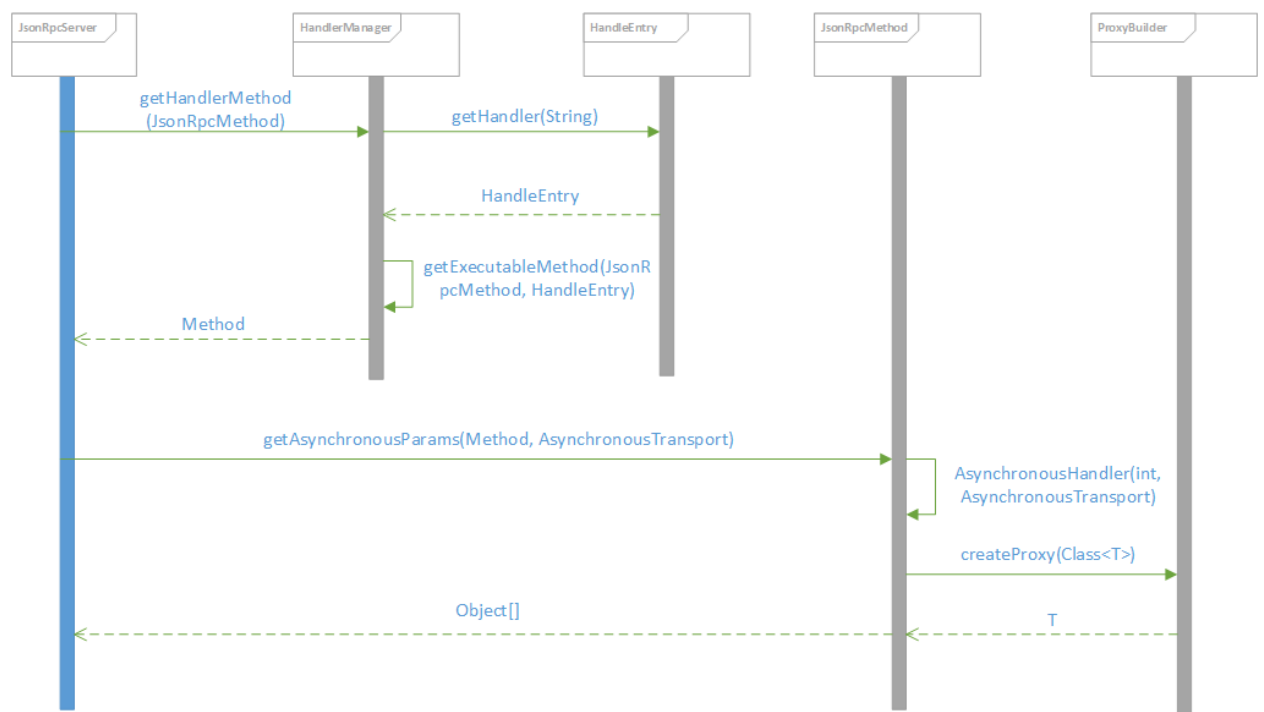 JsonRpcServer
HandlerManager
HandleEntry
JsonRpcMethod
ProxyBuilder
getHandlerMethod
(JsonRpcMethod)
getHandler(String)
HandleEntry
getExecutableMethod(JsonR
pcMethod, HandleEntry)
Method
getAsynchronousParams(Method, AsynchronousTransport)
AsynchronousHandler(int,
AsynchronousTransport)
createProxy(Class<T>)
Object[]
T